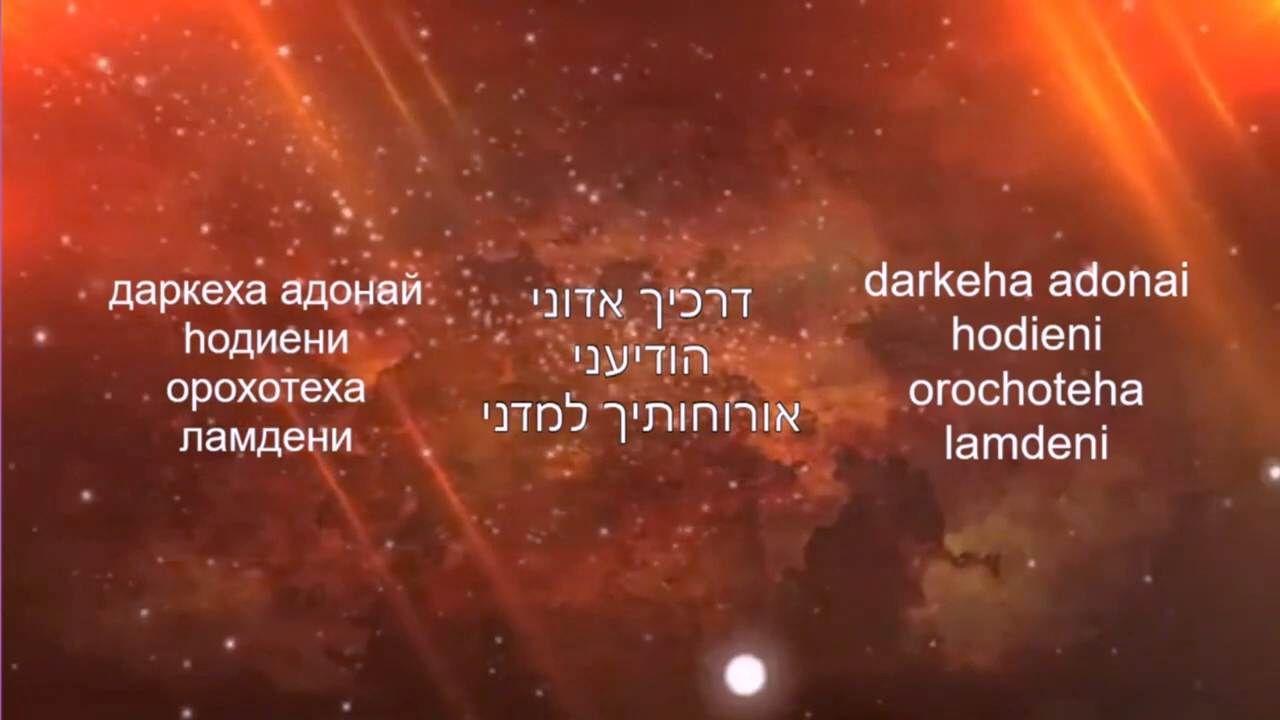 даркеха адонай
hодиени
орохотеха
ламдени
דרכיך אדוני
הודיעני
אורוחותיך למדני
darkeha adonai
hodieni
orochoteha
lamdeni